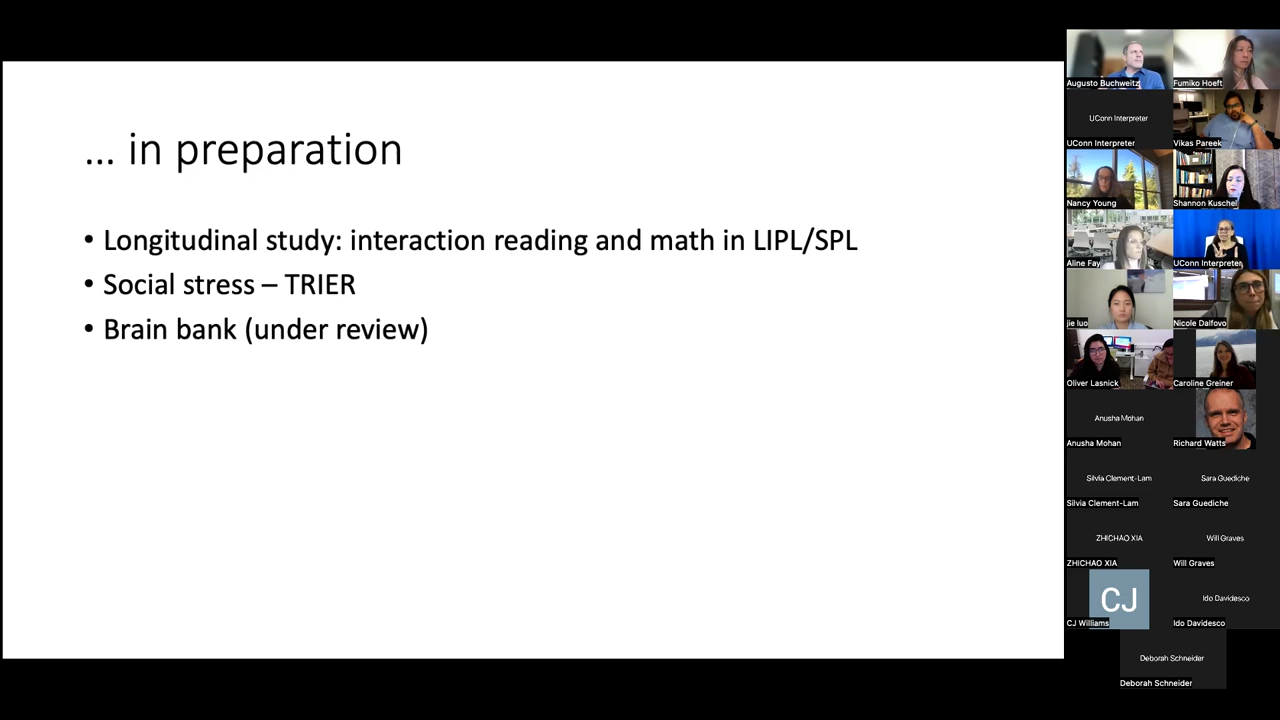 ... in preparation
• Longitudinal study: interaction reading and math in LIPL/SPL
• Social stress – TRIER
• Brain bank (under review)
Augusto Buchweitz
Fumiko Hoeft
UConn Interpreter
UConn Interpreter
Vikas Pareek
Nancy Young
Shannon Kuschel
Aline Fay
UConn Interpreter
jie luo
Nicole Dalfovo
Oliver Lasnick
Caroline Greiner
Anusha Mohan
Anusha Mohan
Richard Watts
Silvia Clement-Lam
Sara Guediche
Silvia Clement-Lam
Sara Guediche
ZHICHAO XIA
Will Graves
ZHICHAO XIA
Will Graves
CJ
Ido Davidesco
CJ Williams
Ido Davidesco
Deborah Schneider
Deborah Schneider